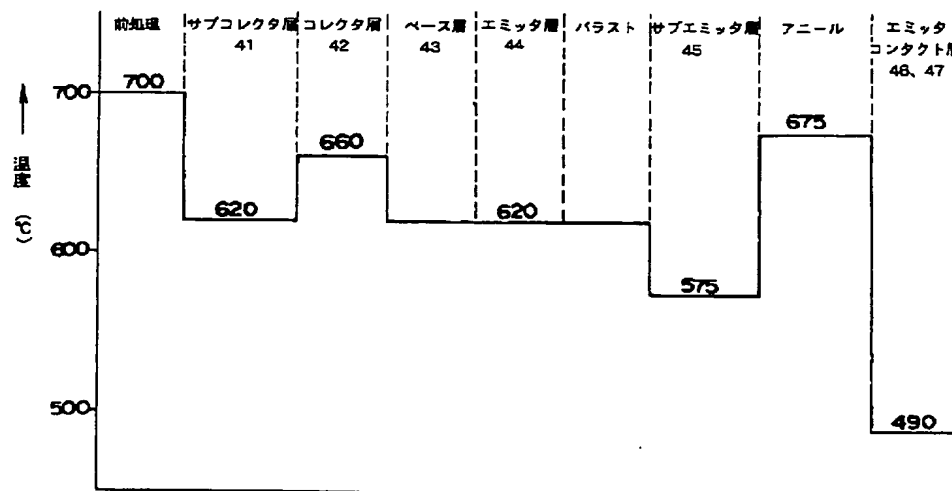 前処理
サブコレクタ層
41
コレクタ層
42
ベース層
43
エミッタ層
44
バラスト
サブエミッタ層
45
アニール
エミッタ
コンタクト層
46、47
700
700
620
660
620
575
675
490
600
500
温度
(℃)